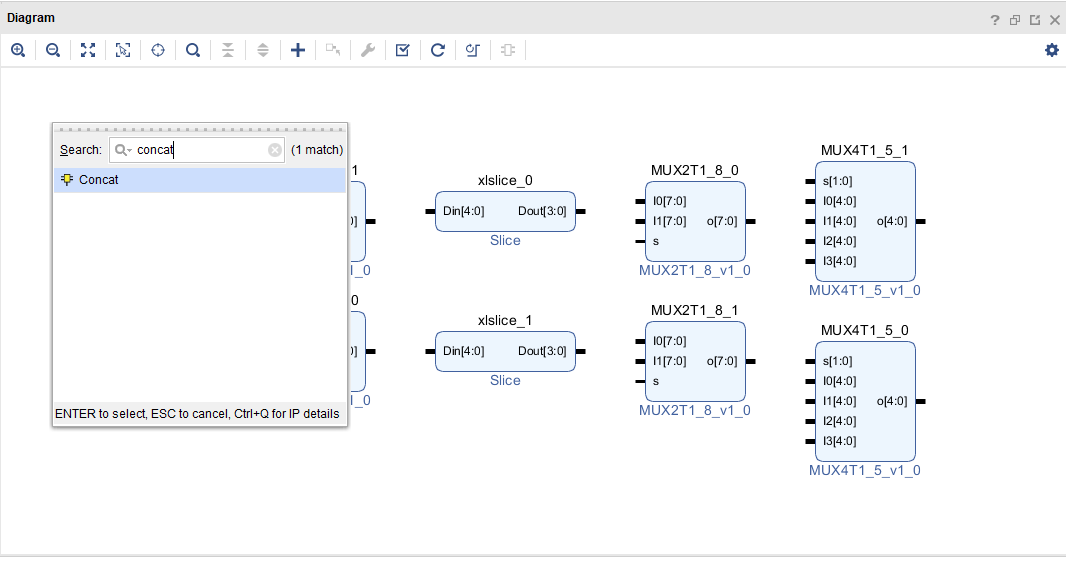 Diagram
Search: concat (1 match)
Concat
ENTER to select, ESC to cancel, Ctrl+Q for IP details
1
)]
I_0
0
)]
I_0
xlslice_0
Din[4:0] Dout[3:0]
Slice
xlslice_1
Din[4:0] Dout[3:0]
Slice
MUX2T1_8_0
I0[7:0]
I1[7:0] o[7:0]
s
MUX2T1_8_v1_0
MUX2T1_8_1
I0[7:0]
I1[7:0] o[7:0]
s
MUX2T1_8_v1_0
MUX4T1_5_1
s[1:0]
I0[4:0]
I1[4:0] o[4:0]
I2[4:0]
I3[4:0]
MUX4T1_5_v1_0
MUX4T1_5_0
s[1:0]
I0[4:0]
I1[4:0] o[4:0]
I2[4:0]
I3[4:0]
MUX4T1_5_v1_0